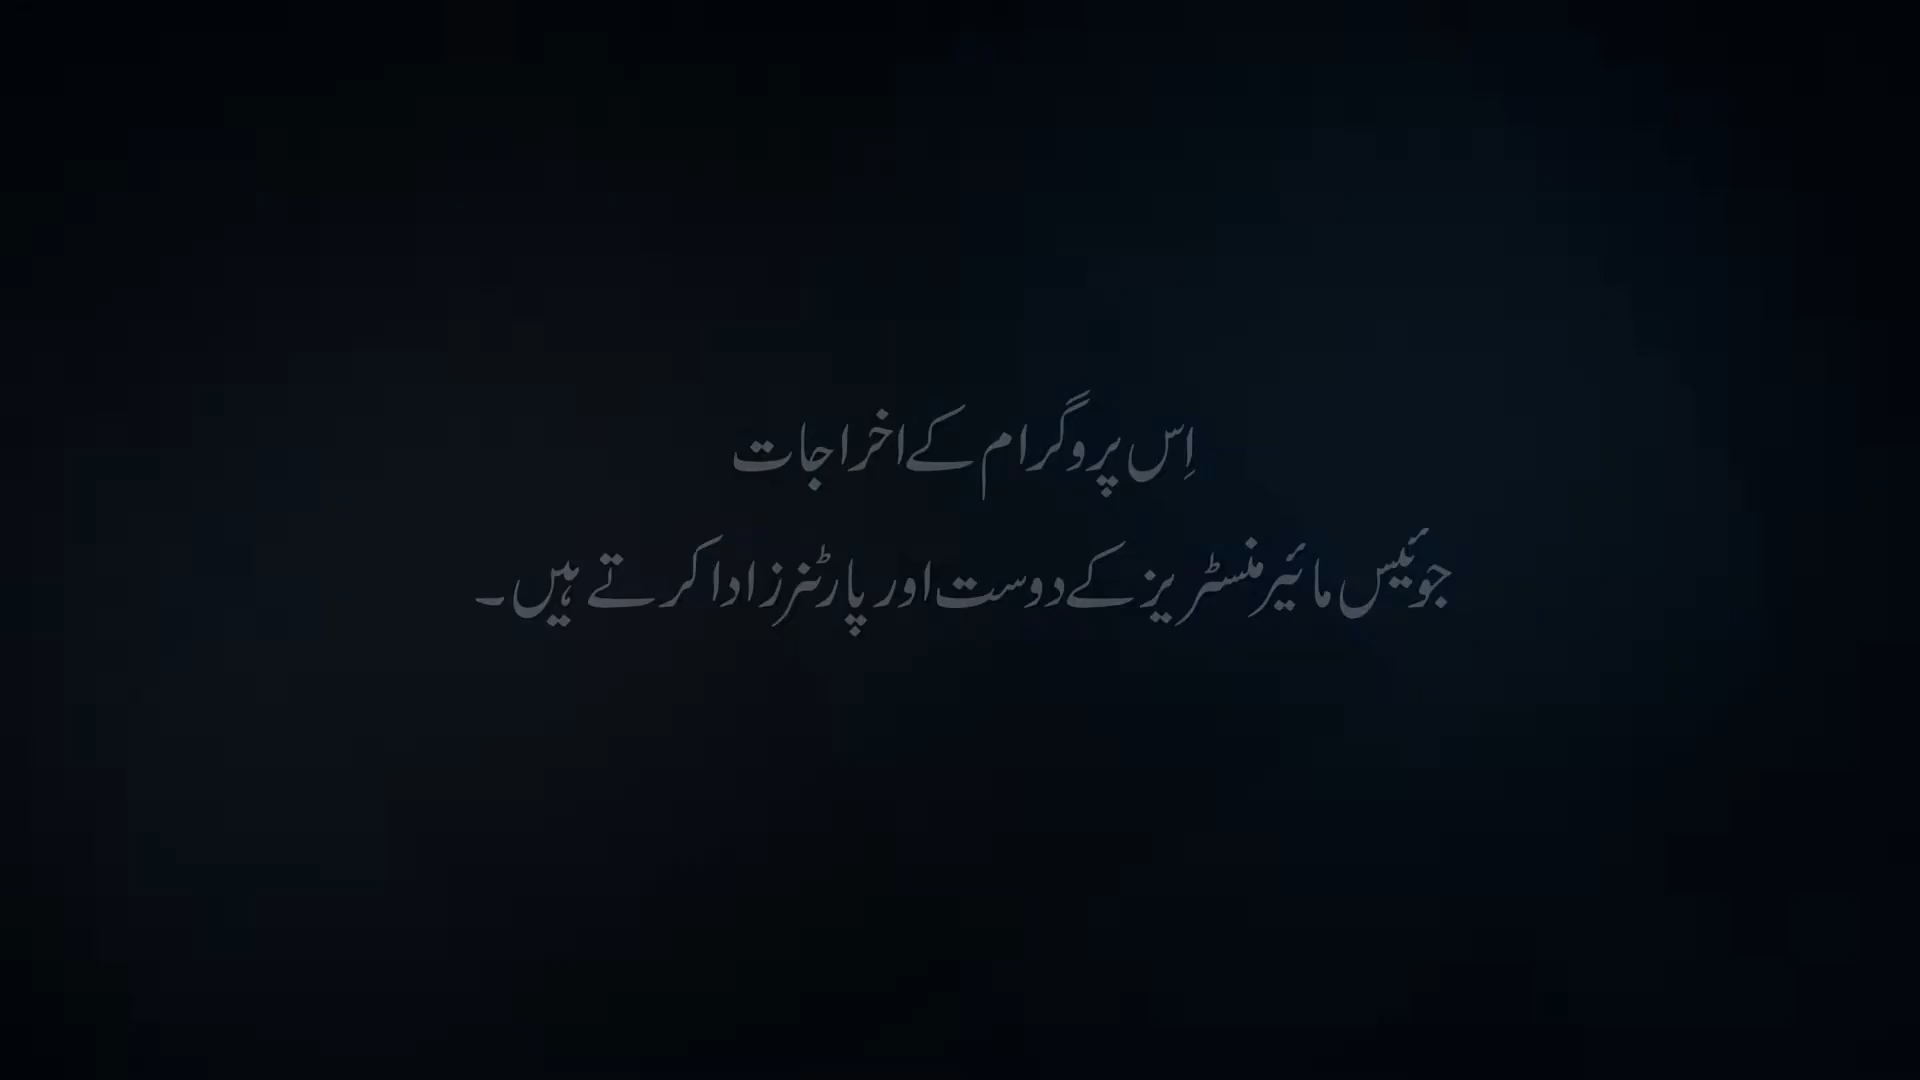 اِس پروگرام کے اخراجات
جوئیس مائیر منسٹریز کے دوست اور پارٹنرز ادا کرتے ہیں۔